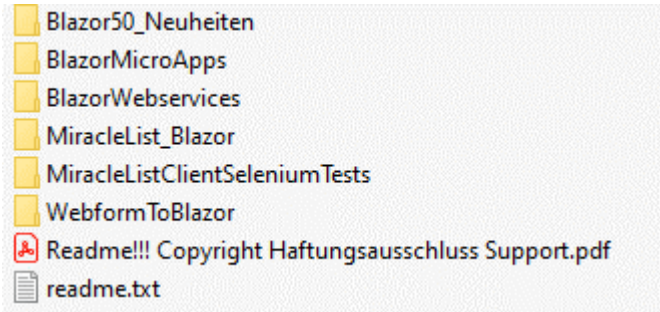 Blazor50_Neuheiten
BlazorMicroApps
BlazorWebservices
MiracleList_Blazor
MiracleListClientSeleniumTests
WebformToBlazor
Readme!!! Copyright Haftungsausschluss Support.pdf
readme.txt